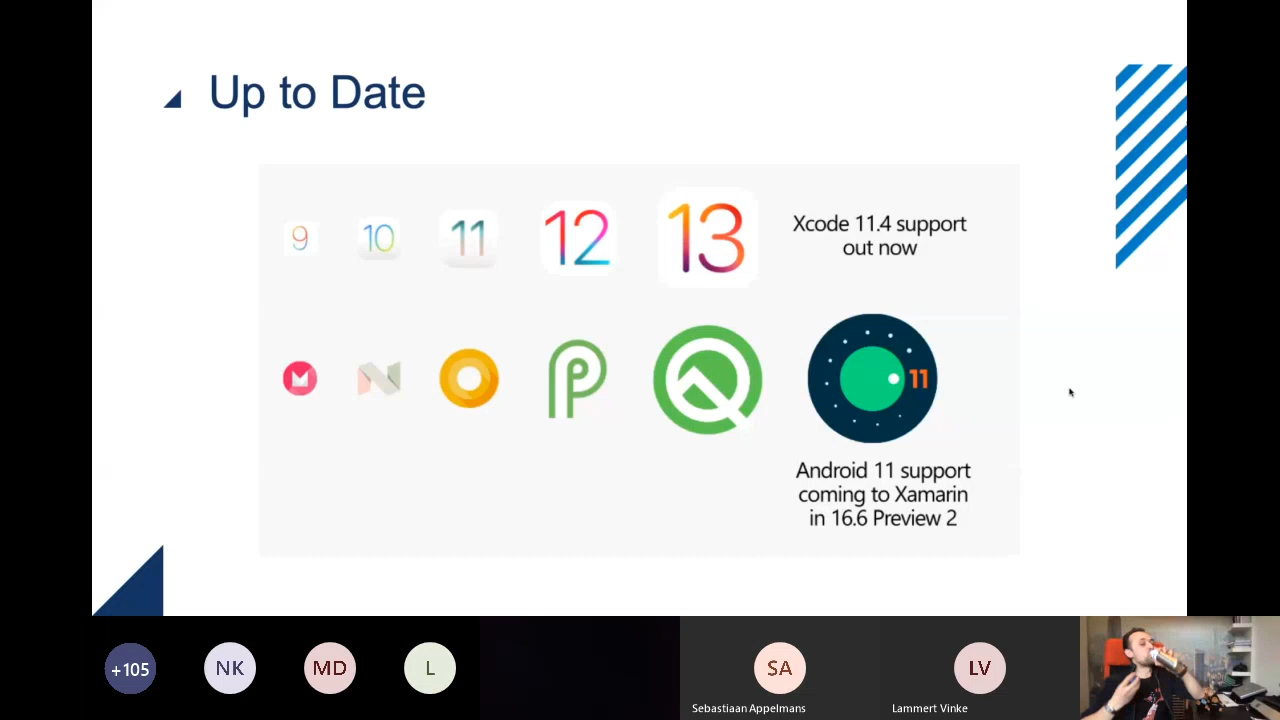 Up to Date
9 10 11 12 13
Xcode 11.4 support
out now
M N O P Q
11
Android 11 support
coming to Xamarin
in 16.6 Preview 2
+105 NK MD L SA LV
Sebastiaan Appelmans Lammert Vinke